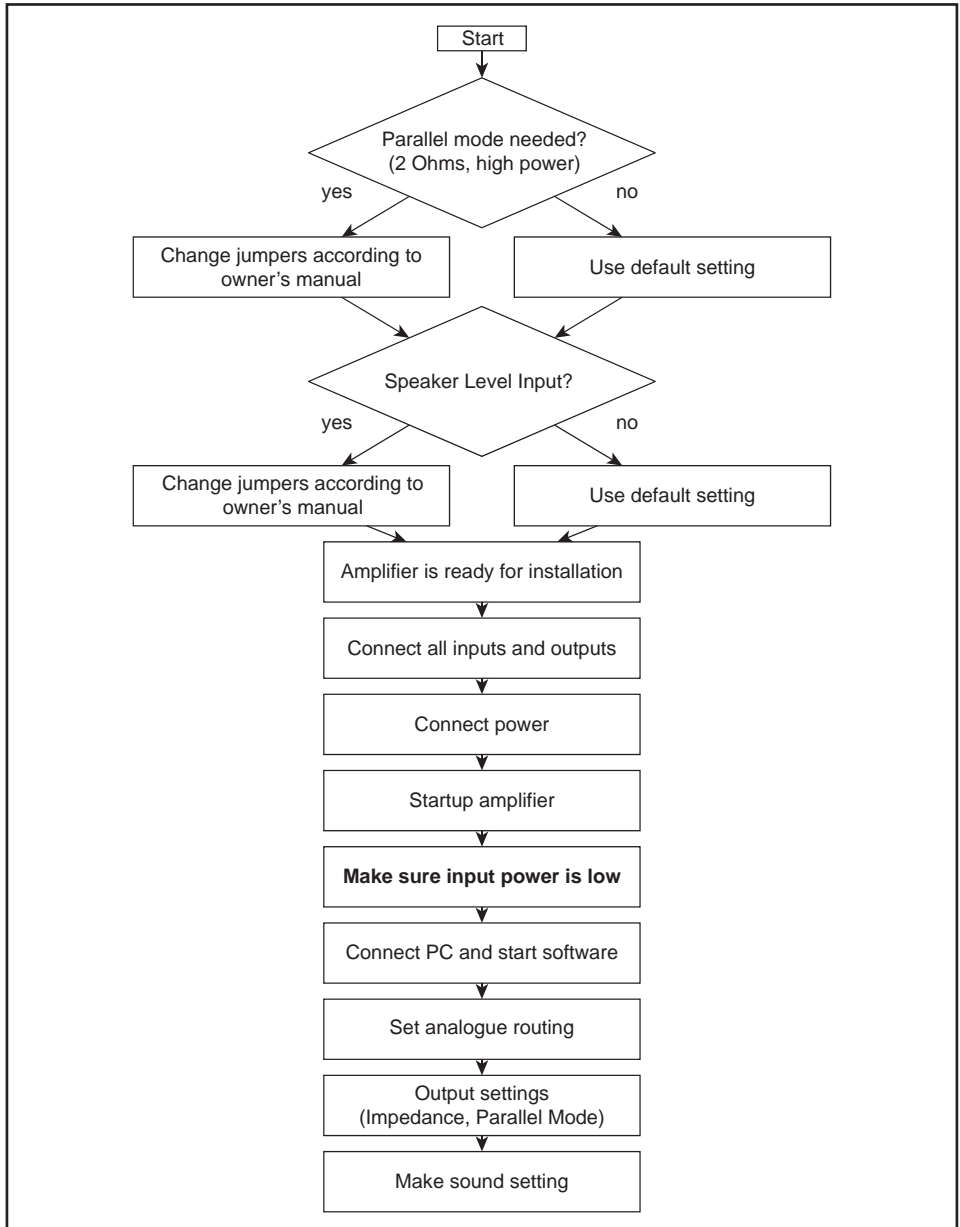 Start
Parallel mode needed?
(2 Ohms, high power)
yes
no
Change jumpers according to
owner's manual
Use default setting
Speaker Level Input?
yes
no
Change jumpers according to
owner's manual
Use default setting
Amplifier is ready for installation
Connect all inputs and outputs
Connect power
Startup amplifier
Make sure input power is low
Connect PC and start software
Set analogue routing
Output settings
(Impedance, Parallel Mode)
Make sound setting